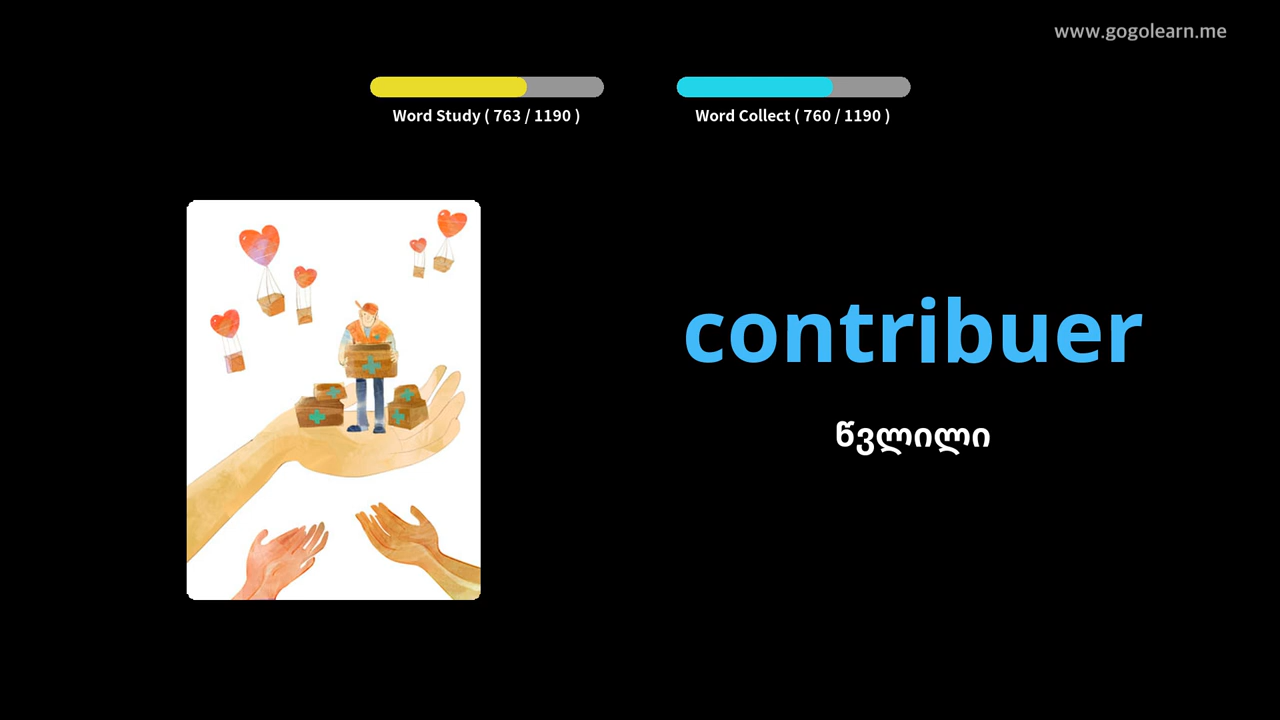 www.gogolearn.me
Word Study ( 763 / 1190 )
Word Collect ( 760 / 1190 )
contribuer
წვლილი